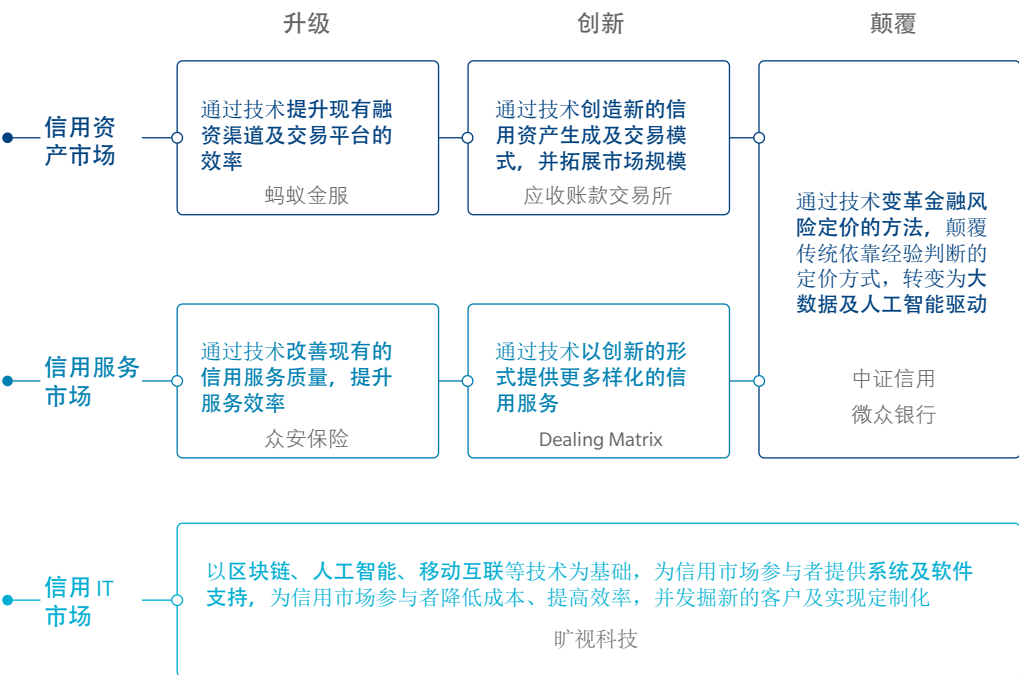 升级
创新
颠覆
信用资
产市场
通过技术提升现有融
资渠道及交易平台的
效率
蚂蚁金服
通过技术创造新的信
用资产生成及交易模
式，并拓展市场规模
应收账款交易所
通过技术变革金融风
险定价的方法，颠覆
传统依靠经验判断的
定价方式，转变为大
数据及人工智能驱动
中证信用
微众银行
信用服务
市场
通过技术改善现有的
信用服务质量，提升
服务效率
众安保险
通过技术以创新的形
式提供更多样化的信
用服务
Dealing Matrix
信用 IT
市场
以区块链、人工智能、移动互联等技术为基础，为信用市场参与者提供系统及软件
支持，为信用市场参与者降低成本、提高效率，并发掘新的客户及实现定制化
旷视科技